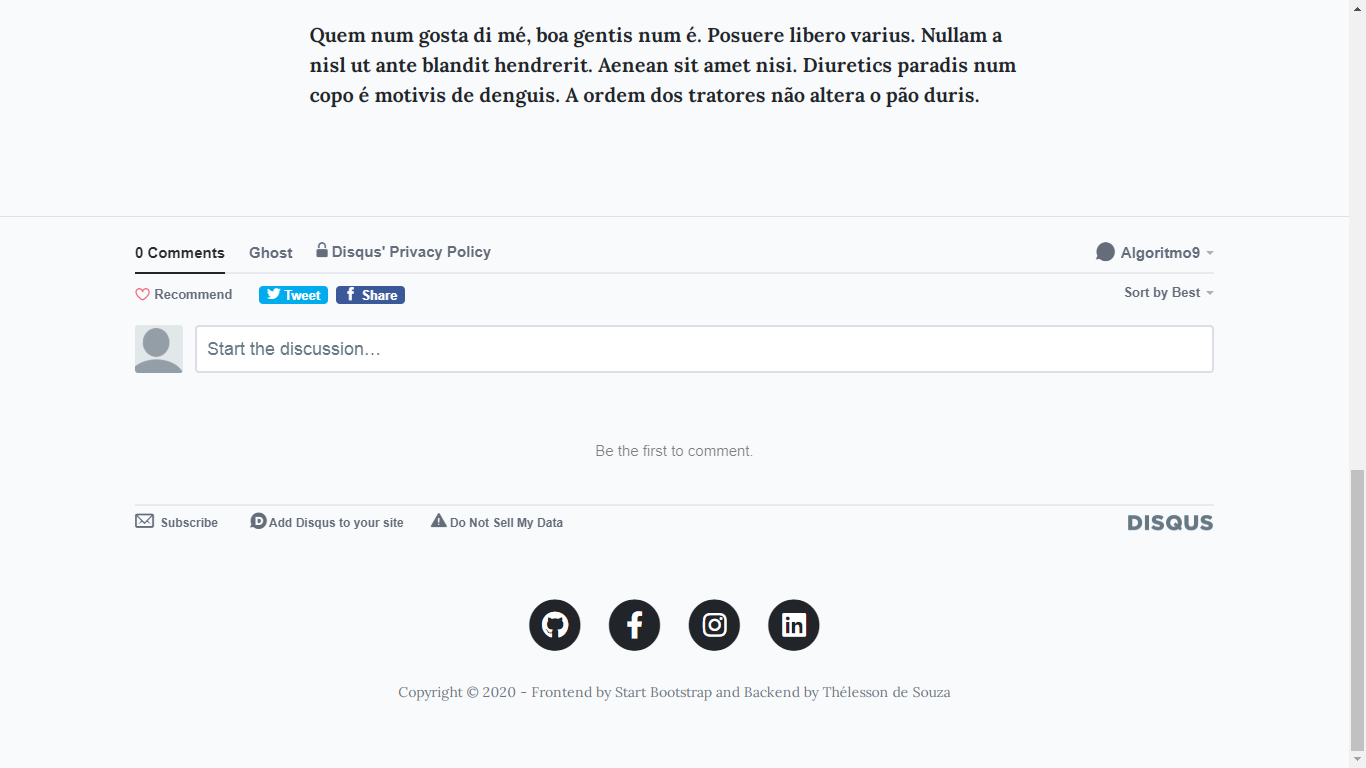 Quem num gosta di mé, boa gentis num é. Posuere libero varius. Nullam a
nisl ut ante blandit hendrerit. Aenean sit amet nisi. Diuretics paradis num
copo é motivis de denguis. A ordem dos tratores não altera o pão duris.
0 Comments Ghost Disqus' Privacy Policy Algoritmo9
Recommend Tweet Share Sort by Best
Start the discussion…
Be the first to comment.
Subscribe Add Disqus to your site Do Not Sell My Data DISQUS
Copyright © 2020 - Frontend by Start Bootstrap and Backend by Thélesson de Souza